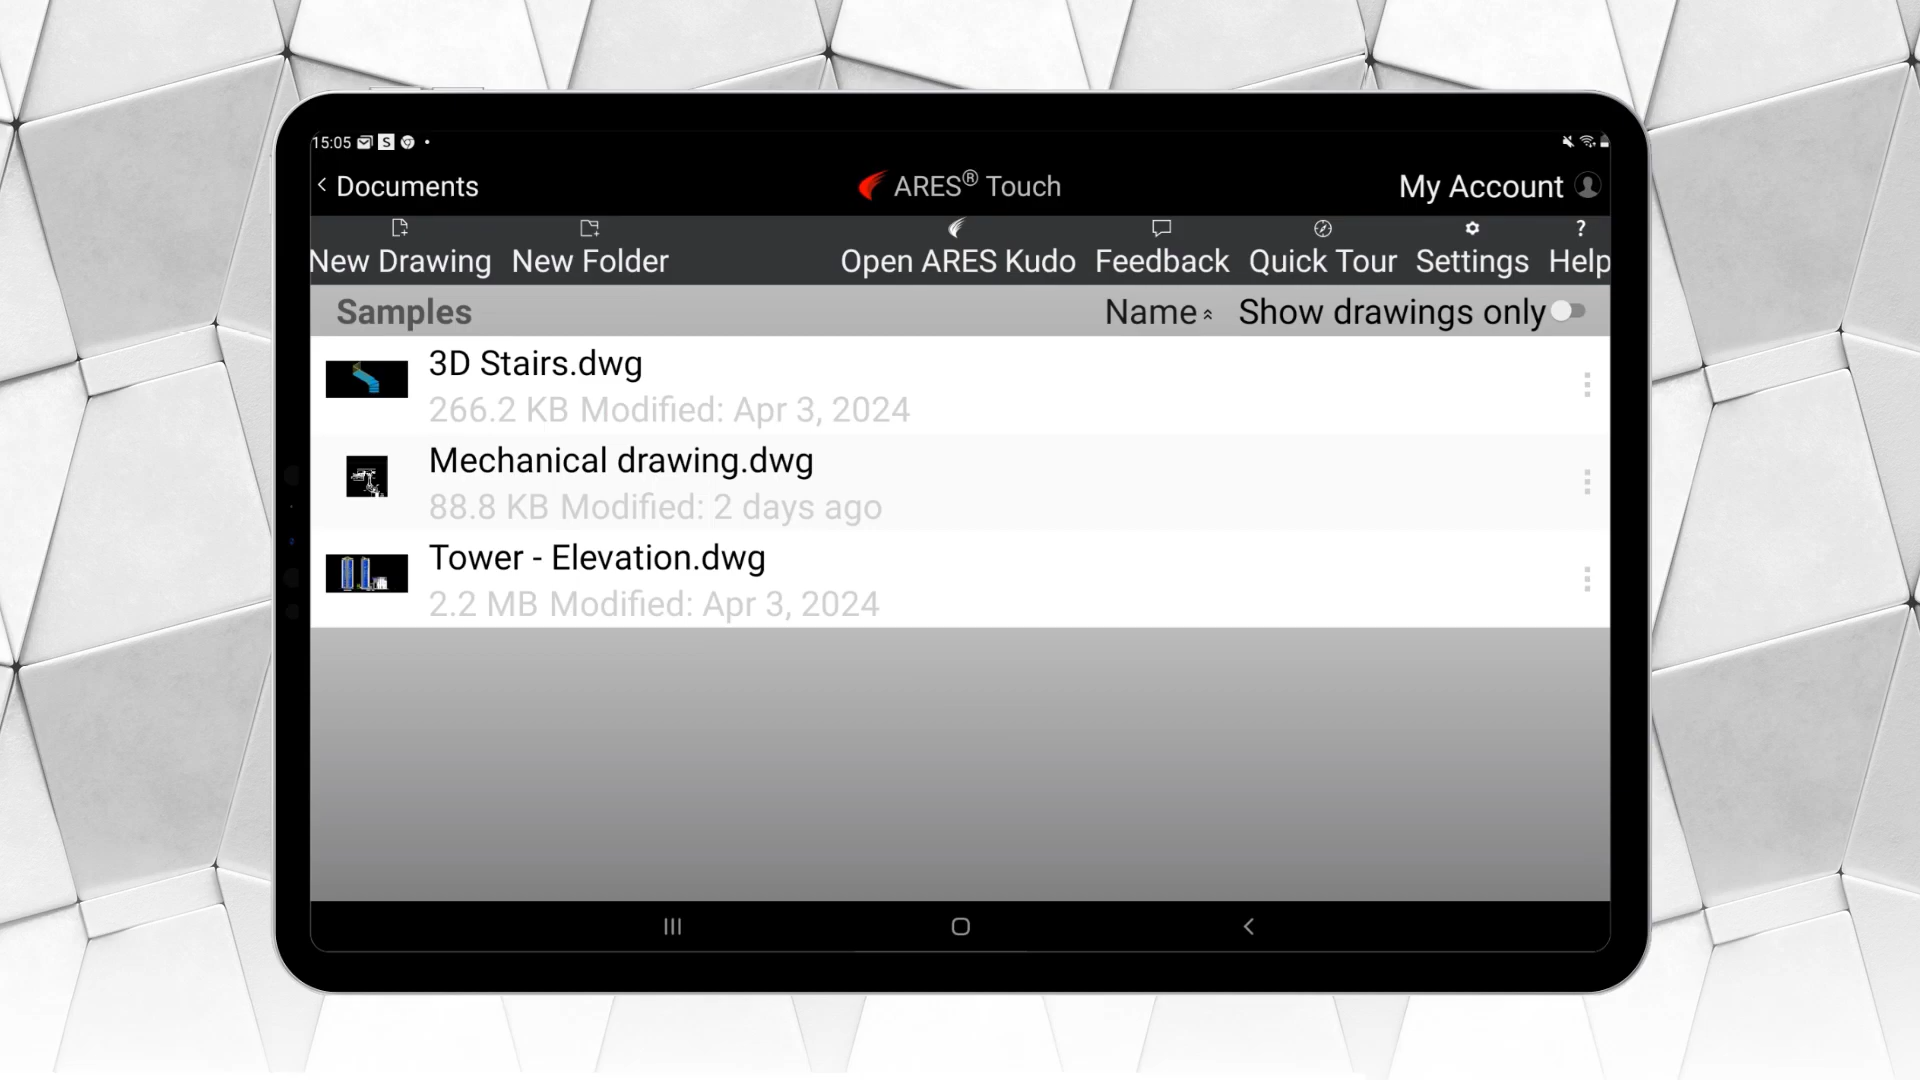 15:05
Documents
ARES® Touch
My Account
New Drawing
New Folder
Open ARES Kudo
Feedback
Quick Tour
Settings
? Help
Samples
Name
Show drawings only
3D Stairs.dwg
266.2 KB Modified: Apr 3, 2024
Mechanical drawing.dwg
88.8 KB Modified: 2 days ago
Tower - Elevation.dwg
2.2 MB Modified: Apr 3, 2024